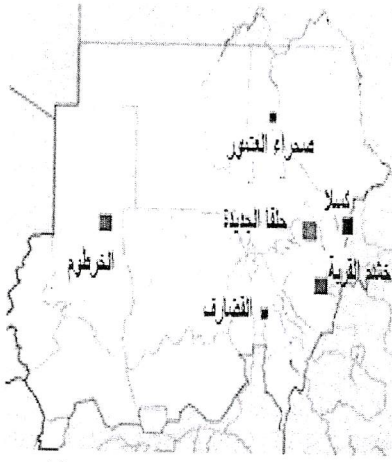 صحراء العتمور
كسلا
حلفا الجديدة
خشم القربة
الخرطوم
القضارف